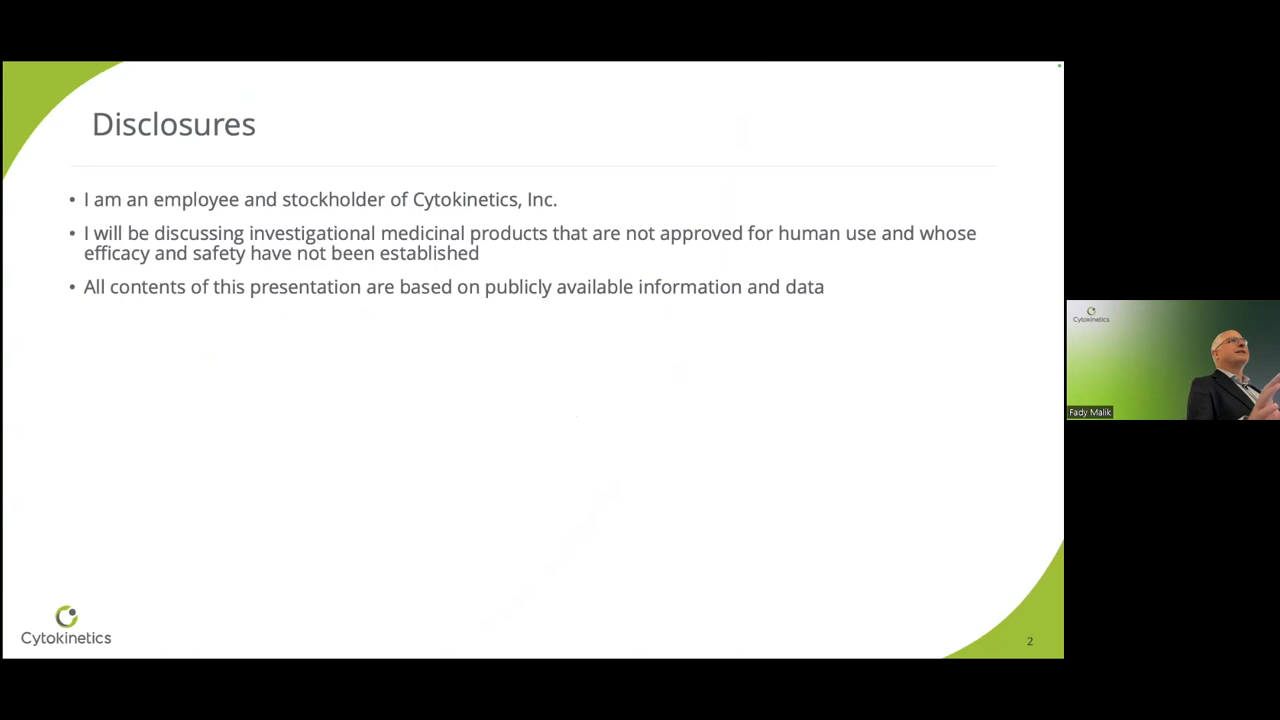 Disclosures
• I am an employee and stockholder of Cytokinetics, Inc.
• I will be discussing investigational medicinal products that are not approved for human use and whose
efficacy and safety have not been established
• All contents of this presentation are based on publicly available information and data
Cytokinetics
Fady Malik
Cytokinetics
2